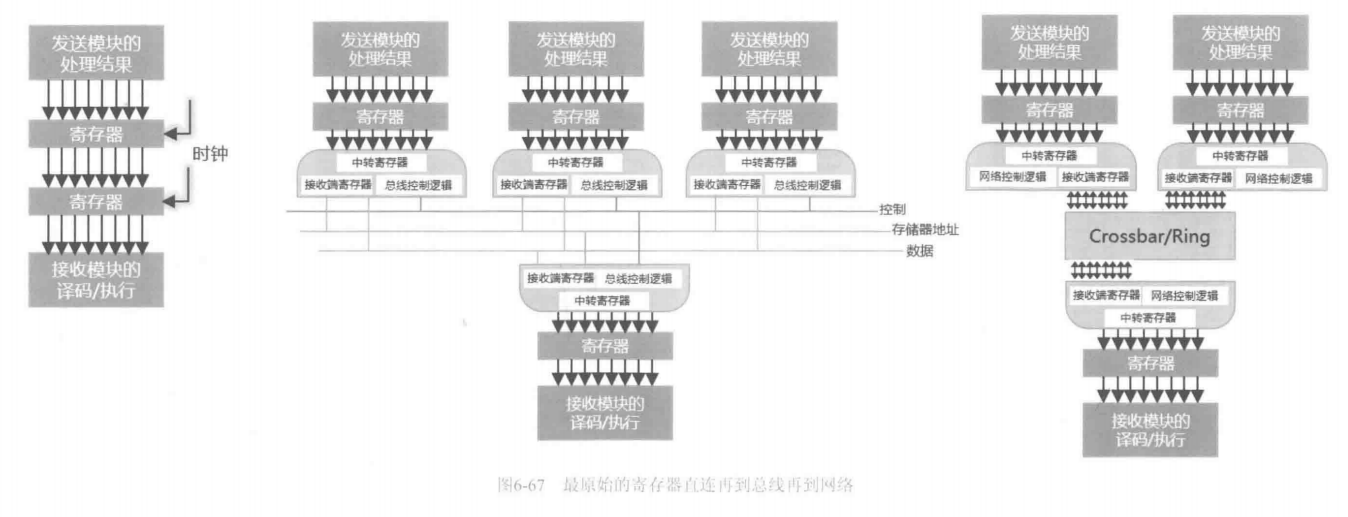 发送模块的
处理结果
寄存器
时钟
寄存器
接收模块的
译码/执行
发送模块的
处理结果
寄存器
中转寄存器
接收端寄存器 总线控制逻辑
发送模块的
处理结果
寄存器
中转寄存器
接收端寄存器 总线控制逻辑
发送模块的
处理结果
寄存器
中转寄存器
接收端寄存器 总线控制逻辑
控制
存储器地址
数据
接收端寄存器 总线控制逻辑
中转寄存器
寄存器
接收模块的
译码/执行
发送模块的
处理结果
寄存器
中转寄存器
网络控制逻辑 接收端寄存器
发送模块的
处理结果
寄存器
中转寄存器
接收端寄存器 网络控制逻辑
Crossbar/Ring
接收端寄存器 网络控制逻辑
中转寄存器
寄存器
接收模块的
译码/执行
图6-67 最原始的寄存器直连再到总线再到网络